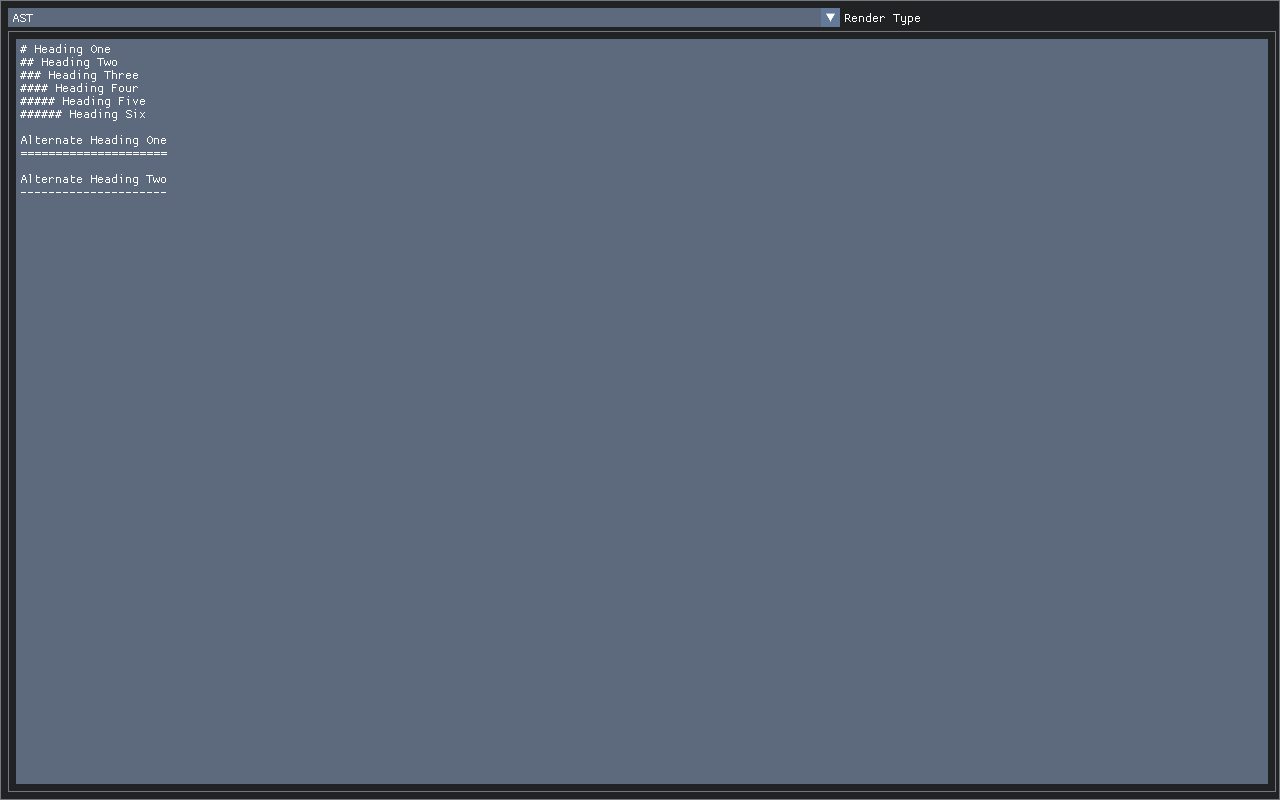 AST
Render Type
# Heading One
## Heading Two
### Heading Three
#### Heading Four
##### Heading Five
###### Heading Six
Alternate Heading One
=====================
Alternate Heading Two
---------------------